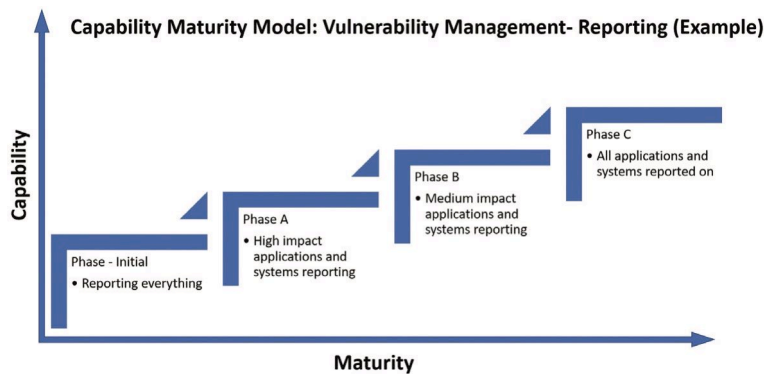 Capability Maturity Model: Vulnerability Management- Reporting (Example)
Capability
Phase - Initial
• Reporting everything
Phase A
• High impact
applications and
systems reporting
Phase B
• Medium impact
applications and
systems reporting
Phase C
• All applications and
systems reported on
Maturity